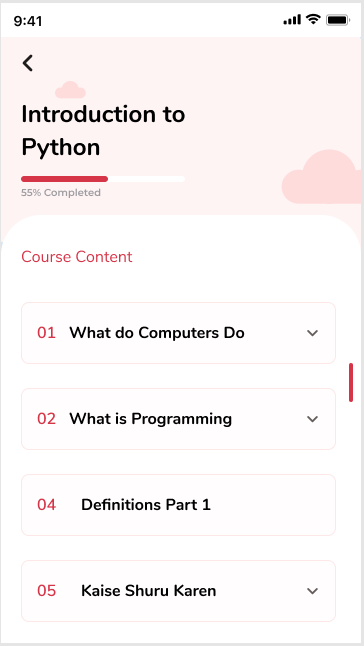 9:41
Introduction to
Python
55% Completed
Course Content
01 What do Computers Do
02 What is Programming
04 Definitions Part 1
05 Kaise Shuru Karen